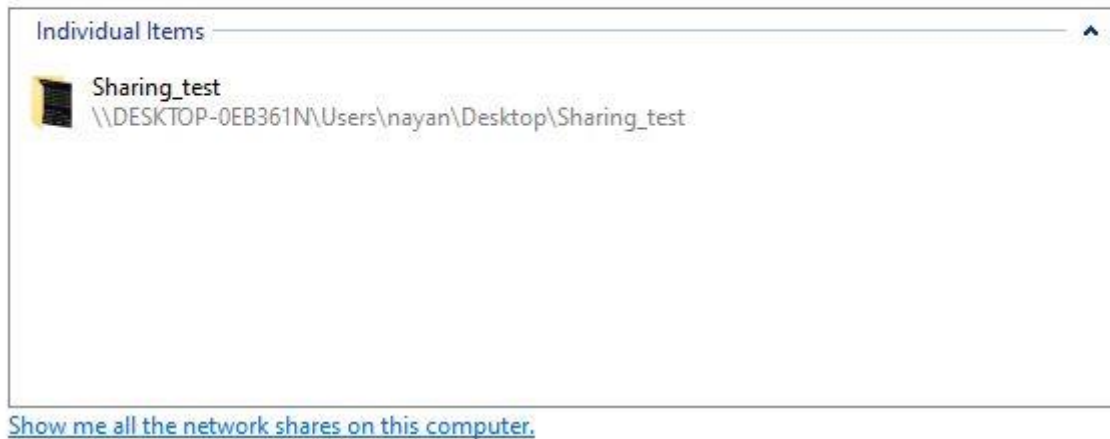 Individual Items
Sharing_test
\\DESKTOP-0EB361N\Users\nayan\Desktop\Sharing_test
Show me all the network shares on this computer.